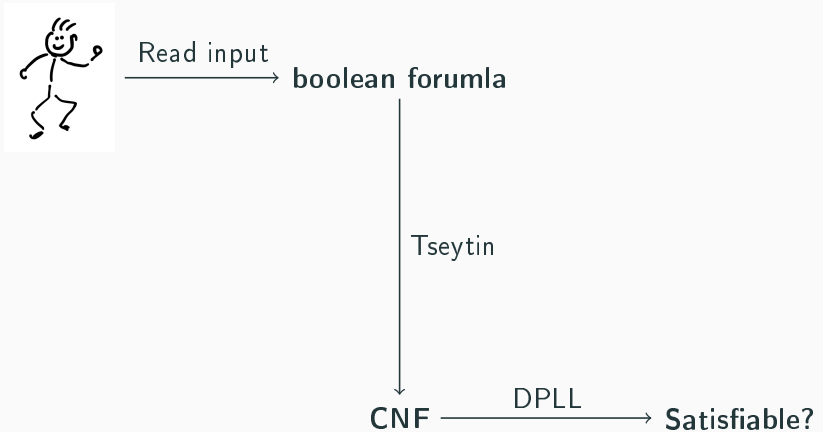 Read input
boolean forumla
Tseytin
DPLL
CNF
Satisfiable?